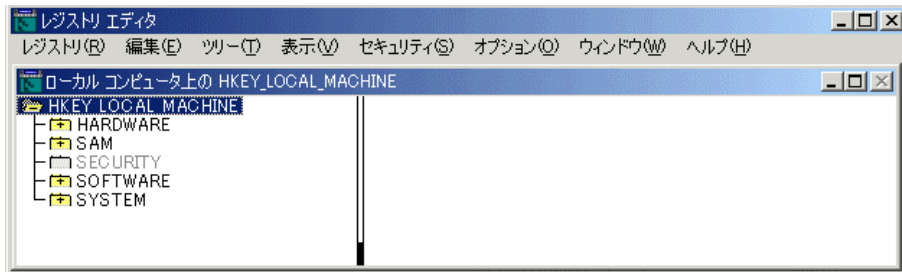 レジストリ エディタ
レジストリ(R) 編集(E) ツリー(T) 表示(V) セキュリティ(S) オプション(O) ウィンドウ(W) ヘルプ(H)
ローカル コンピュータ上の HKEY_LOCAL_MACHINE
HKEY_LOCAL_MACHINE
HARDWARE
SAM
SECURITY
SOFTWARE
SYSTEM